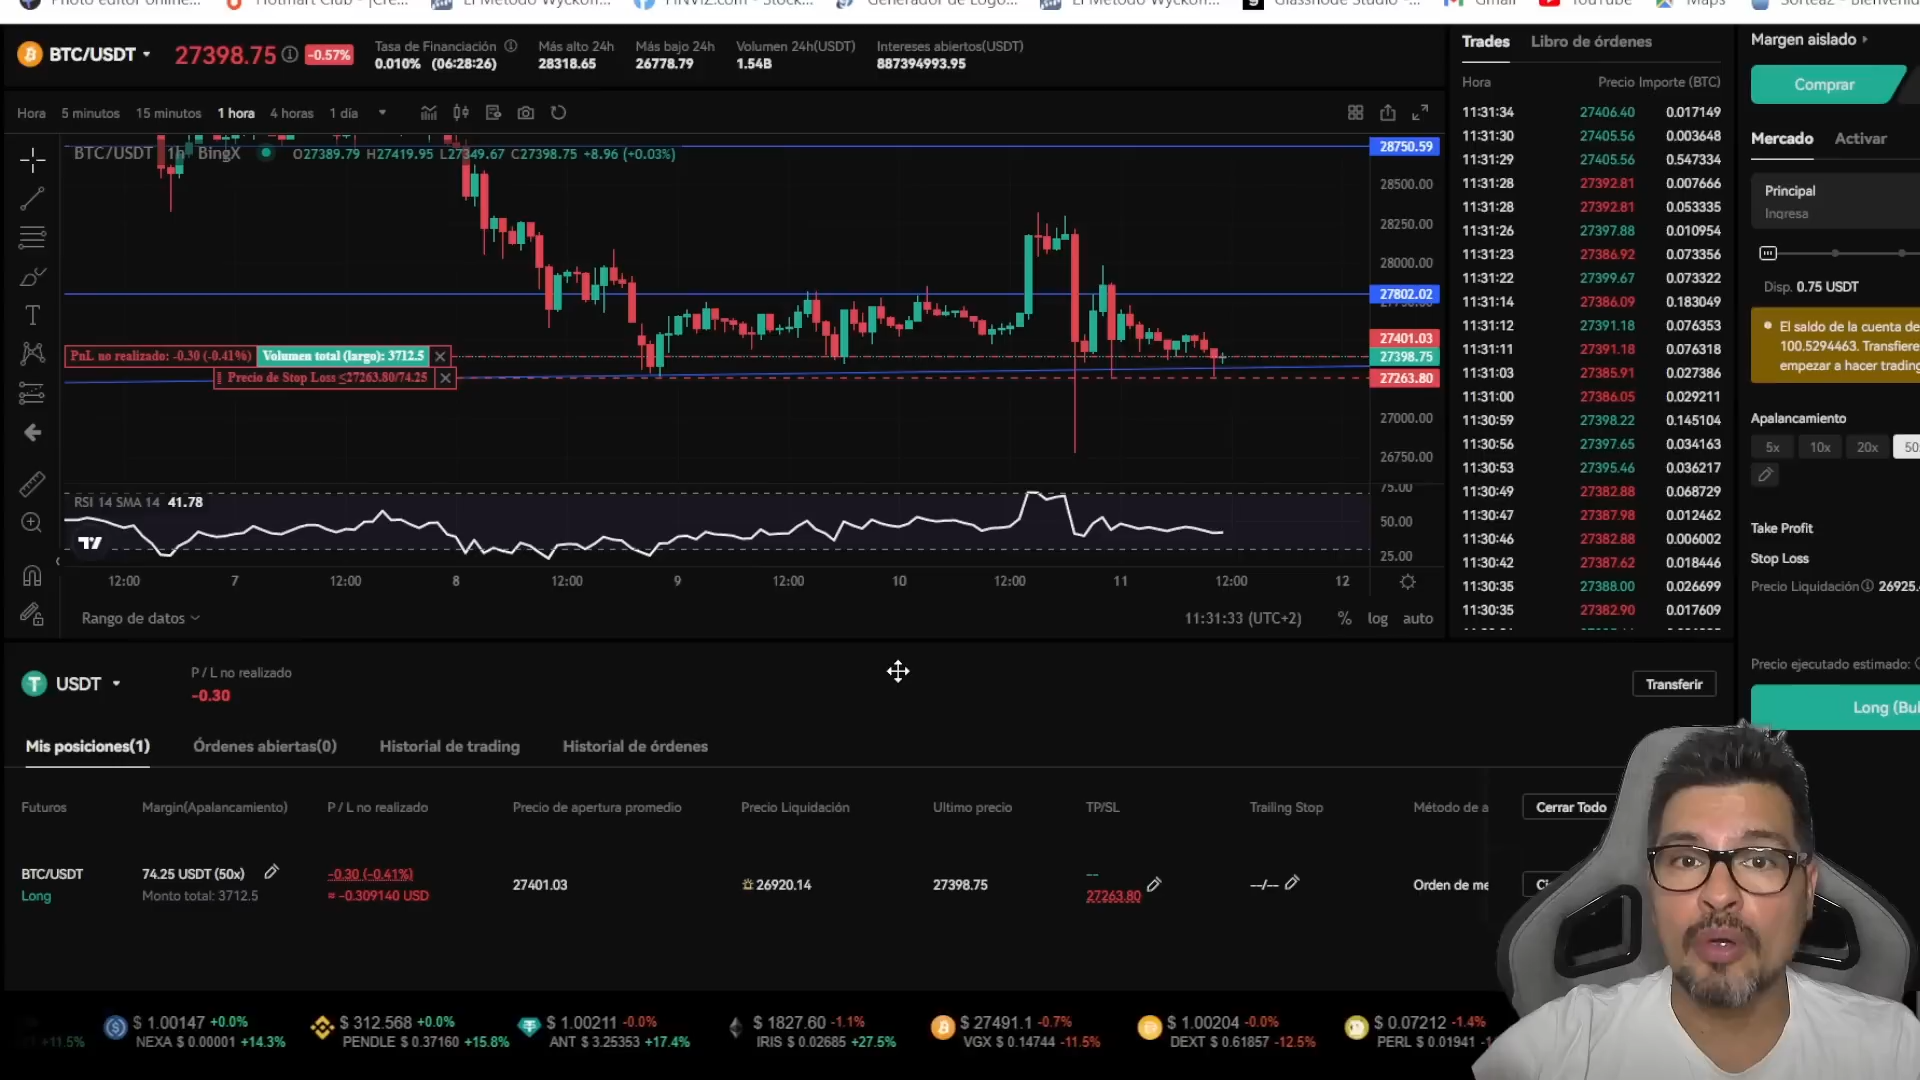 Photo editor online...
Hotmart Club - ¡Cre...
El Metodo Wyckoff...
FINVIZ.com - Stock...
Generador de Logo...
El Metodo Wyckoff...
Glassnode Studio -...
Gmail
YouTube
Maps
BTC/USDT
27398.75
-0.57%
Tasa de Financiación
0.010% (06:28:26)
Más alto 24h
28318.65
Más bajo 24h
26778.79
Volumen 24h(USDT)
1.54B
Intereses abiertos(USDT)
887394993.95
Hora 5 minutos 15 minutos 1 hora 4 horas 1 día
BTC/USDT 1h BingX O27389.79 H27419.95 L27349.67 C27398.75 +8.96 (+0.03%)
28750.59
28500.00
28250.00
28000.00
27802.02
27401.03
27398.75
27263.80
27000.00
26750.00
PnL no realizado: -0.30 (-0.41%) Volumen total (largo): 3712.5
Precio de Stop Loss ≤27263.80/74.25
RSI 14 SMA 14 41.78
75.00
50.00
25.00
12:00 7 12:00 8 12:00 9 12:00 10 12:00 11 12:00 12
Rango de datos
11:31:33 (UTC+2) % log auto
Trades Libro de órdenes
Hora Precio Importe (BTC)
11:31:34 27406.40 0.017149
11:31:30 27405.56 0.003648
11:31:29 27405.56 0.547334
11:31:28 27392.81 0.007666
11:31:28 27392.81 0.053335
11:31:26 27397.88 0.010954
11:31:23 27386.92 0.073356
11:31:22 27399.67 0.073322
11:31:14 27386.09 0.183049
11:31:12 27391.18 0.076353
11:31:11 27391.18 0.076318
11:31:03 27385.91 0.027386
11:31:00 27386.05 0.029211
11:30:59 27398.22 0.145104
11:30:56 27397.65 0.034163
11:30:53 27395.46 0.036217
11:30:49 27382.88 0.068729
11:30:47 27387.98 0.012462
11:30:46 27382.88 0.006002
11:30:42 27387.62 0.018446
11:30:35 27388.00 0.026699
11:30:35 27382.90 0.017609
Margen aislado
Comprar
Mercado Activar
Principal
Ingresa
Disp. 0.75 USDT
El saldo de la cuenta de
100.5294463. Transfiere
empezar a hacer trading
Apalancamiento
5x 10x 20x 50
Take Profit
Stop Loss
Precio Liquidación 26925.
Precio ejecutado estimado:
Long (Bul
USDT
P / L no realizado
-0.30
Transferir
Mis posiciones(1) Órdenes abiertas(0) Historial de trading Historial de órdenes
Futuros Margin(Apalancamiento) P / L no realizado Precio de apertura promedio Precio Liquidación Ultimo precio TP/SL Trailing Stop Método de a Cerrar Todo
BTC/USDT
Long
74.25 USDT (50x)
Monto total: 3712.5
-0.30 (-0.41%)
≈ -0.309140 USD
27401.03
26920.14
27398.75
--
27263.80
--/--
Orden de me
+11.5%
$ 1.00147 +0.0%
NEXA $ 0.00001 +14.3%
$ 312.568 +0.0%
PENDLE $ 0.37160 +15.8%
$ 1.00211 -0.0%
ANT $ 3.25353 +17.4%
$ 1827.60 -1.1%
IRIS $ 0.02685 +27.5%
$ 27491.1 -0.7%
VGX $ 0.14744 -11.5%
$ 1.00204 -0.0%
DEXT $ 0.61857 -12.5%
$ 0.07212 -1.4%
PERL $ 0.01941